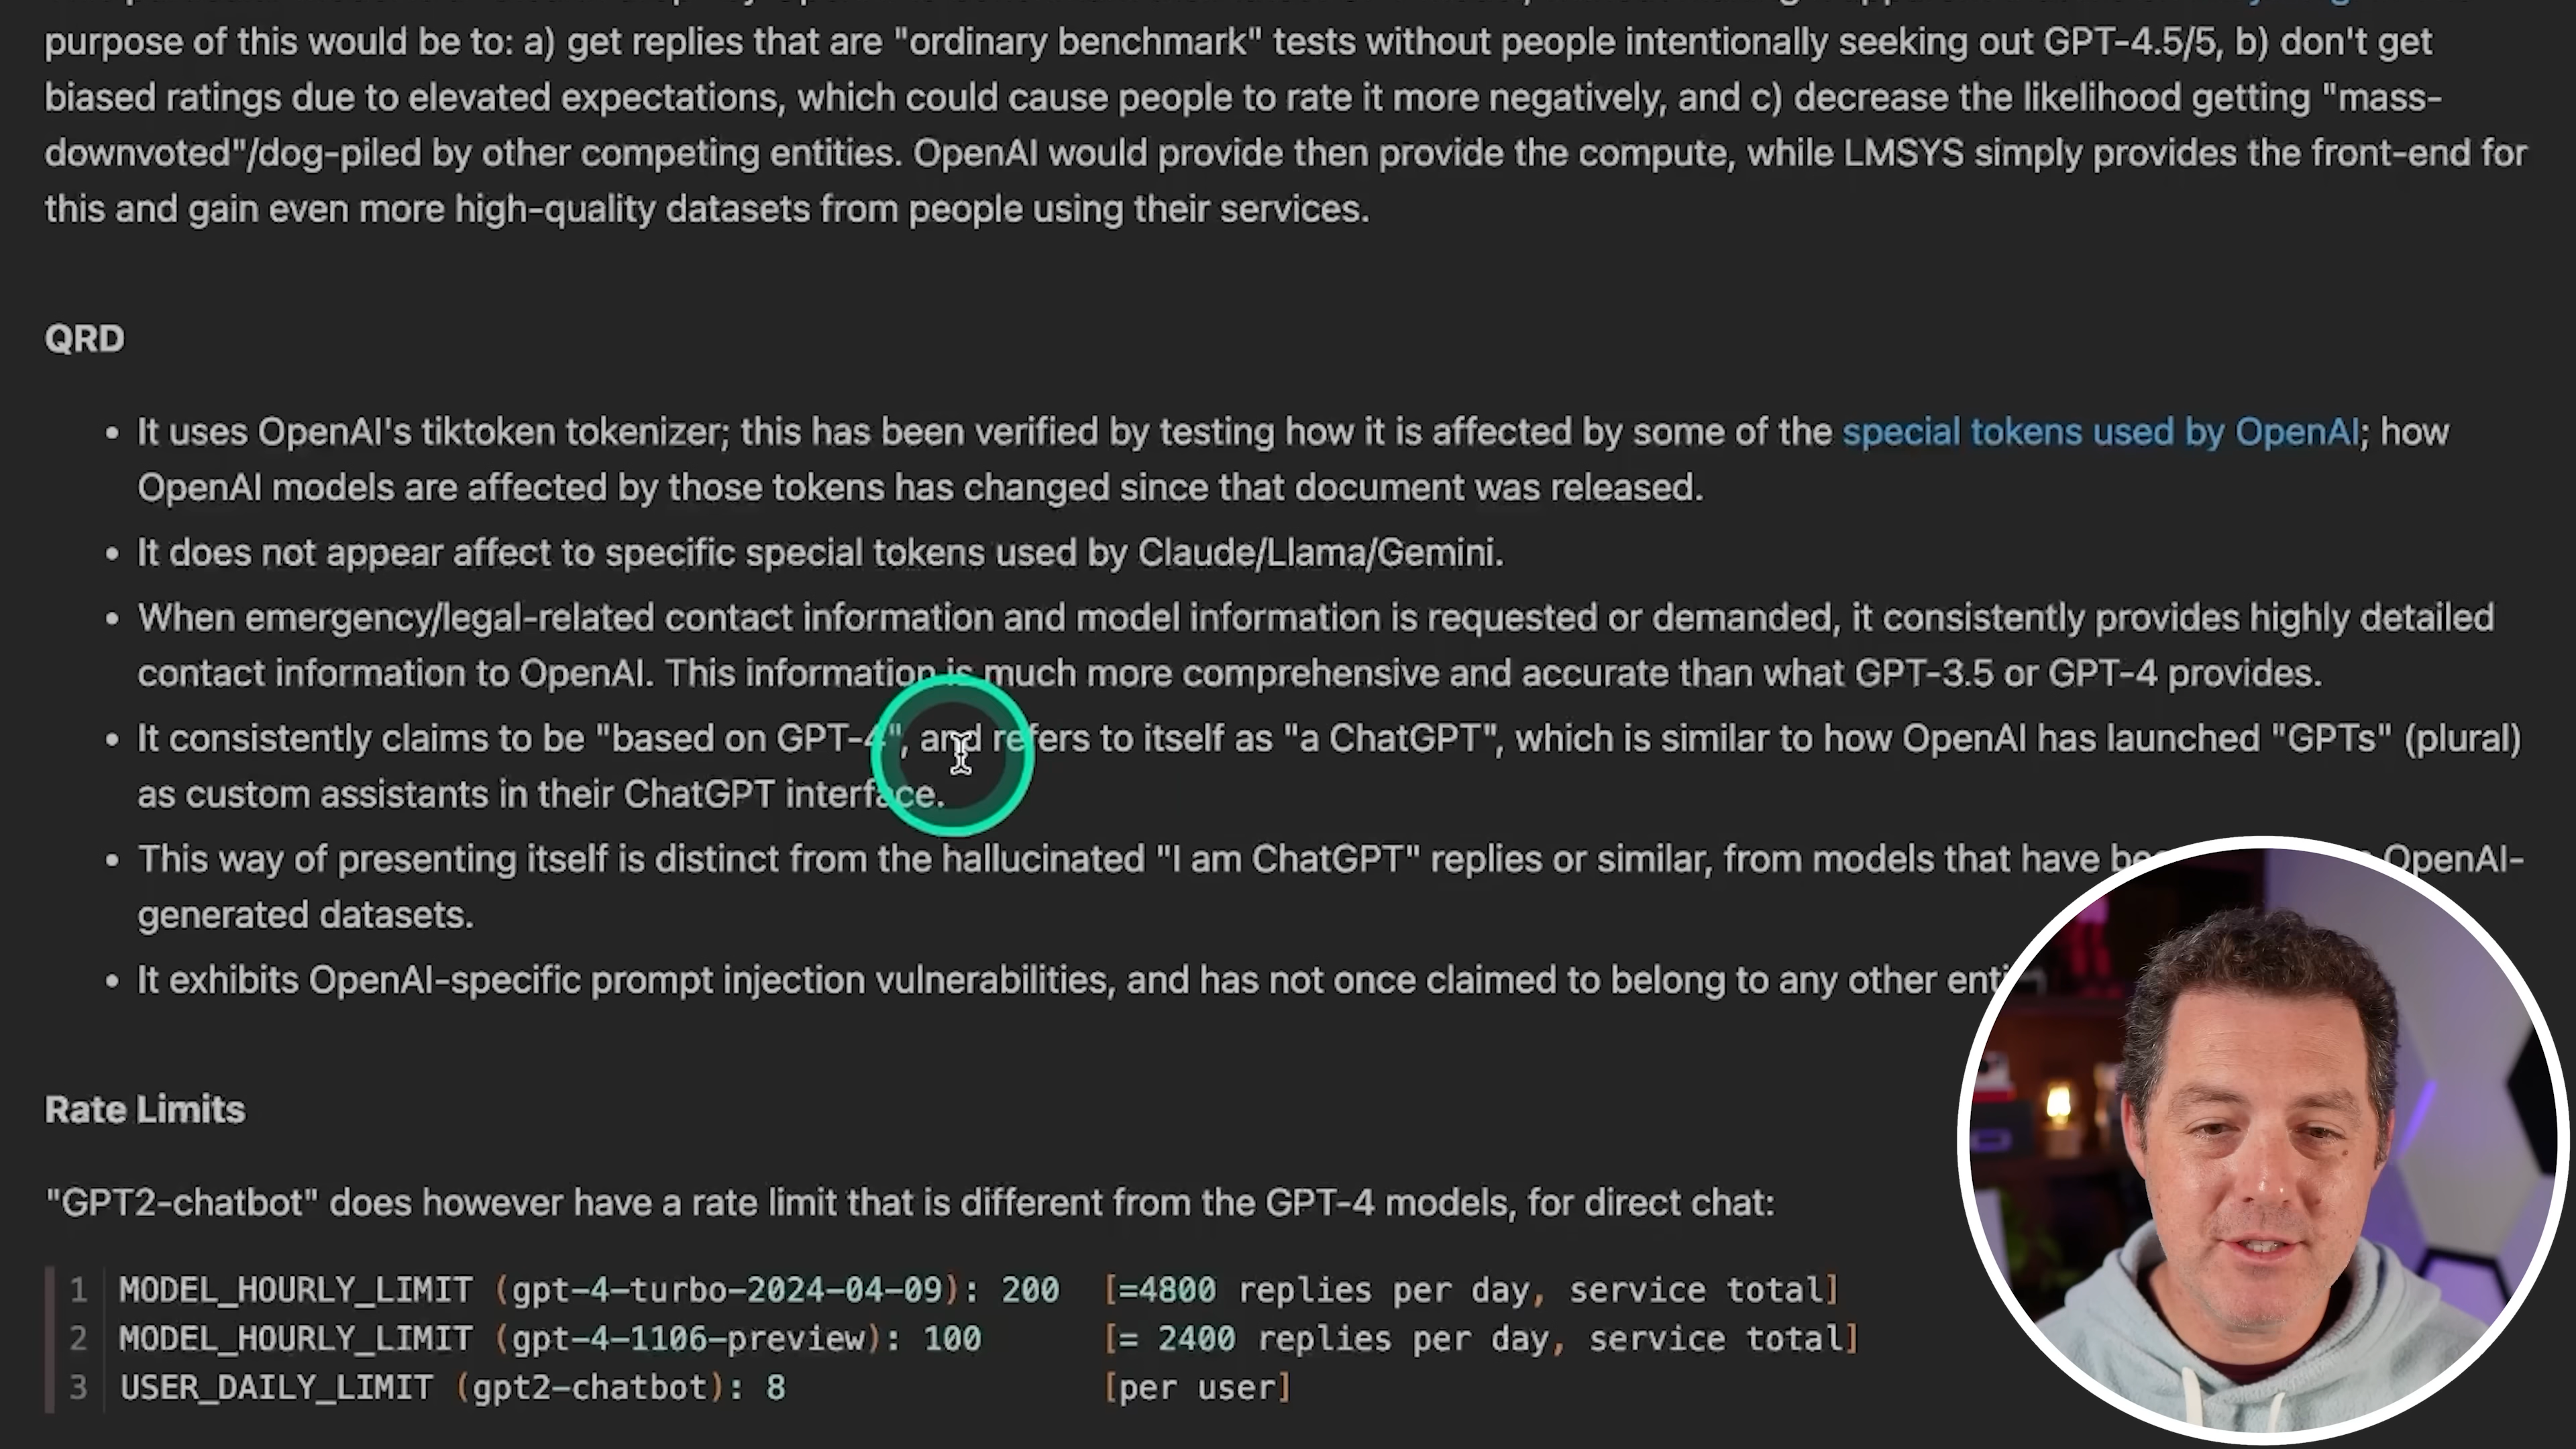 purpose of this would be to: a) get replies that are "ordinary benchmark" tests without people intentionally seeking out GPT-4.5/5, b) don't get
biased ratings due to elevated expectations, which could cause people to rate it more negatively, and c) decrease the likelihood getting "mass-
downvoted"/dog-piled by other competing entities. OpenAI would provide then provide the compute, while LMSYS simply provides the front-end for
this and gain even more high-quality datasets from people using their services.
QRD
• It uses OpenAI's tiktoken tokenizer; this has been verified by testing how it is affected by some of the special tokens used by OpenAI; how
OpenAI models are affected by those tokens has changed since that document was released.
• It does not appear affect to specific special tokens used by Claude/Llama/Gemini.
• When emergency/legal-related contact information and model information is requested or demanded, it consistently provides highly detailed
contact information to OpenAI. This information is much more comprehensive and accurate than what GPT-3.5 or GPT-4 provides.
• It consistently claims to be "based on GPT-4", and refers to itself as "a ChatGPT", which is similar to how OpenAI has launched "GPTs" (plural)
as custom assistants in their ChatGPT interface.
• This way of presenting itself is distinct from the hallucinated "I am ChatGPT" replies or similar, from models that have OpenAI-
generated datasets.
• It exhibits OpenAI-specific prompt injection vulnerabilities, and has not once claimed to belong to any other
Rate Limits
"GPT2-chatbot" does however have a rate limit that is different from the GPT-4 models, for direct chat:
1 MODEL_HOURLY_LIMIT (gpt-4-turbo-2024-04-09): 200 [=4800 replies per day, service total]
2 MODEL_HOURLY_LIMIT (gpt-4-1106-preview): 100 [= 2400 replies per day, service total]
3 USER_DAILY_LIMIT (gpt2-chatbot): 8 [per user]